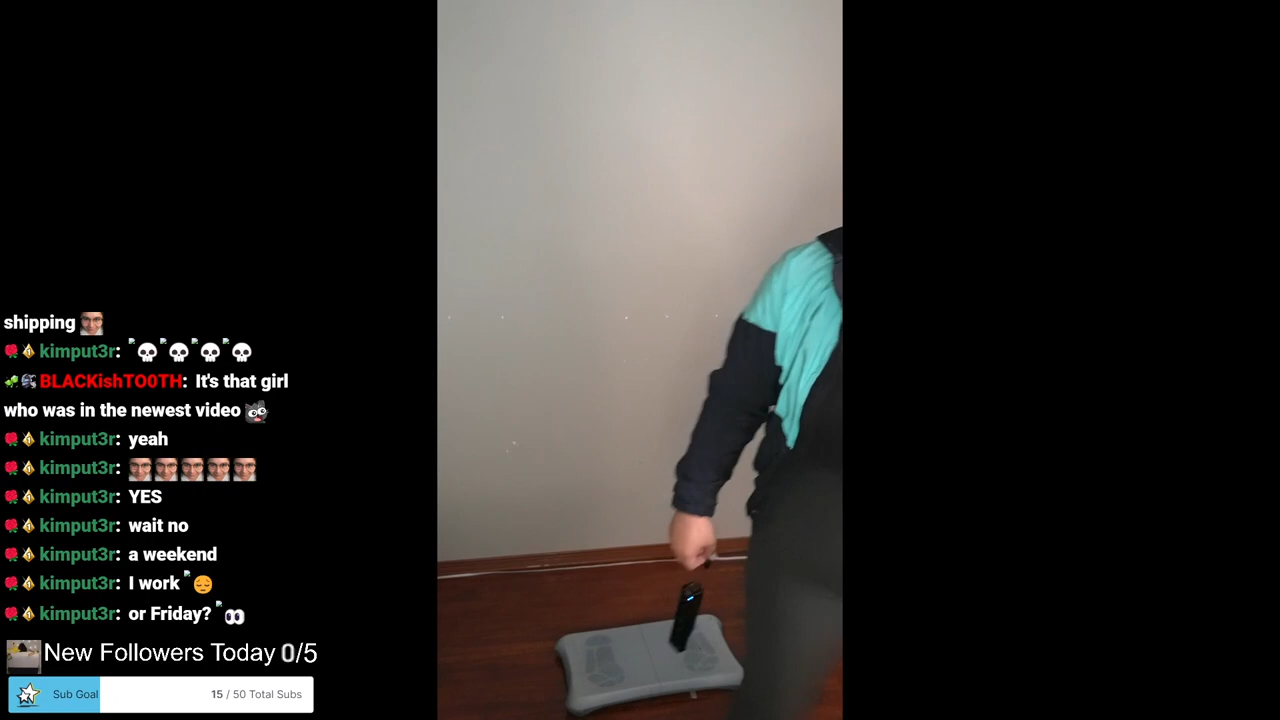 shipping
kimput3r:
BLACKishTO0TH: It's that girl
who was in the newest video
kimput3r: yeah
kimput3r:
kimput3r: YES
kimput3r: wait no
kimput3r: a weekend
kimput3r: I work
kimput3r: or Friday?
New Followers Today 0/5
Sub Goal 15 / 50 Total Subs